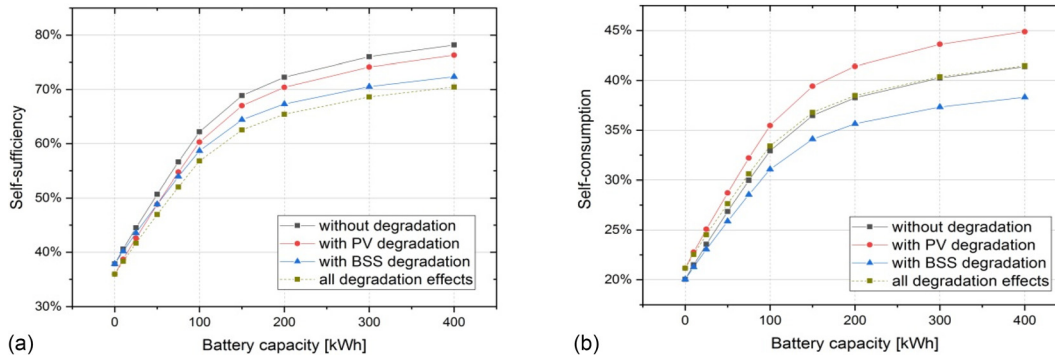 80%
70%
60%
50%
40%
30%
Self-sufficiency
without degradation
with PV degradation
with BSS degradation
all degradation effects
0 100 200 300 400
Battery capacity [kWh]
(a)
45%
40%
35%
30%
25%
20%
Self-consumption
without degradation
with PV degradation
with BSS degradation
all degradation effects
0 100 200 300 400
Battery capacity [kWh]
(b)